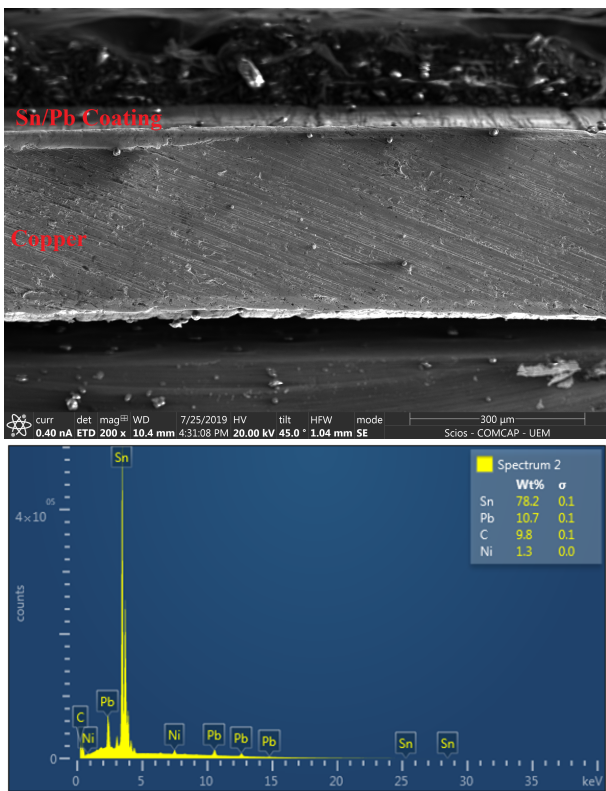 Sn/Pb Coating
Copper
curr det mag WD 7/25/2019 HV tilt HFW mode 300 µm
0.40 nA ETD 200 x 10.4 mm 4:31:08 PM 20.00 kV 45.0 ° 1.04 mm SE Scios - COMCAP - UEM
Sn
Spectrum 2
Wt% σ
Sn 78.2 0.1
Pb 10.7 0.1
C 9.8 0.1
Ni 1.3 0.0
4×10 05
counts
Pb
C
Ni
Ni
Pb
Pb
Pb
Sn
Sn
0
0 5 10 15 20 25 30 35 keV